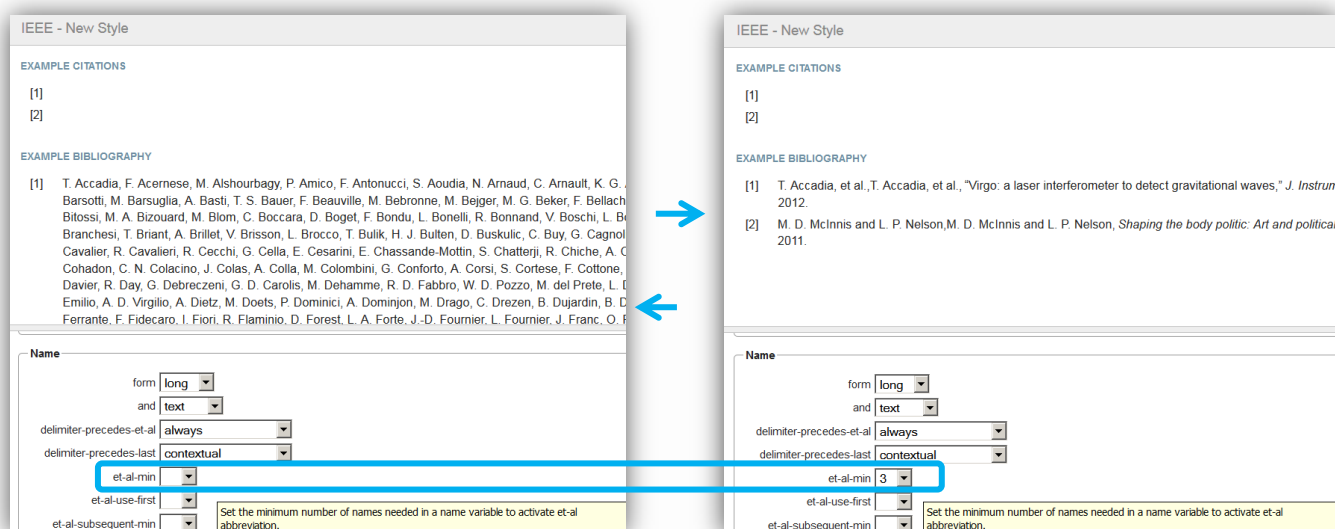 IEEE - New Style
EXAMPLE CITATIONS
[1]
[2]
EXAMPLE BIBLIOGRAPHY
[1] T. Accadia, F. Acernese, M. Alshourbagy, P. Amico, F. Antonucci, S. Aoudia, N. Arnaud, C. Arnault, K. G.
Barsotti, M. Barsuglia, A. Basti, T. S. Bauer, F. Beauville, M. Bebronne, M. Bejger, M. G. Beker, F. Bellach
Bitossi, M. A. Bizouard, M. Blom, C. Boccara, D. Boget, F. Bondu, L. Bonelli, R. Bonnand, V. Boschi, L.
Branchesi, T. Briant, A. Brillet, V. Brisson, L. Brocco, T. Bulik, H. J. Bulten, D. Buskulic, C. Buy, G. Cagnol
Cavalier, R. Cavalieri, R. Cecchi, G. Cella, E. Cesarini, E. Chassande-Mottin, S. Chatterji, R. Chiche, A.
Cohadon, C. N. Colacino, J. Colas, A. Colla, M. Colombini, G. Conforto, A. Corsi, S. Cortese, F. Cottone,
Davier, R. Day, G. Debreczeni, G. D. Carolis, M. Dehamme, R. D. Fabbro, W. D. Pozzo, M. del Prete, L.
Emilio, A. D. Virgilio, A. Dietz, M. Doets, P. Dominici, A. Dominjon, M. Drago, C. Drezen, B. Dujardin, B.
Ferrante, F. Fidecaro, I. Fiori, R. Flaminio, D. Forest, L. A. Forte, J.-D. Fournier, L. Fournier, J. Franc, O.
Name
form long
and text
delimiter-precedes-et-al always
delimiter-precedes-last contextual
et-al-min
et-al-use-first
et-al-subsequent-min
Set the minimum number of names needed in a name variable to activate et-al
abbreviation.
IEEE - New Style
EXAMPLE CITATIONS
[1]
[2]
EXAMPLE BIBLIOGRAPHY
[1] T. Accadia, et al.,T. Accadia, et al., "Virgo: a laser interferometer to detect gravitational waves," J. Instrum
2012.
[2] M. D. McInnis and L. P. Nelson,M. D. McInnis and L. P. Nelson, Shaping the body politic: Art and political
2011.
Name
form long
and text
delimiter-precedes-et-al always
delimiter-precedes-last contextual
et-al-min 3
et-al-use-first
et-al-subsequent-min
Set the minimum number of names needed in a name variable to activate et-al
abbreviation.